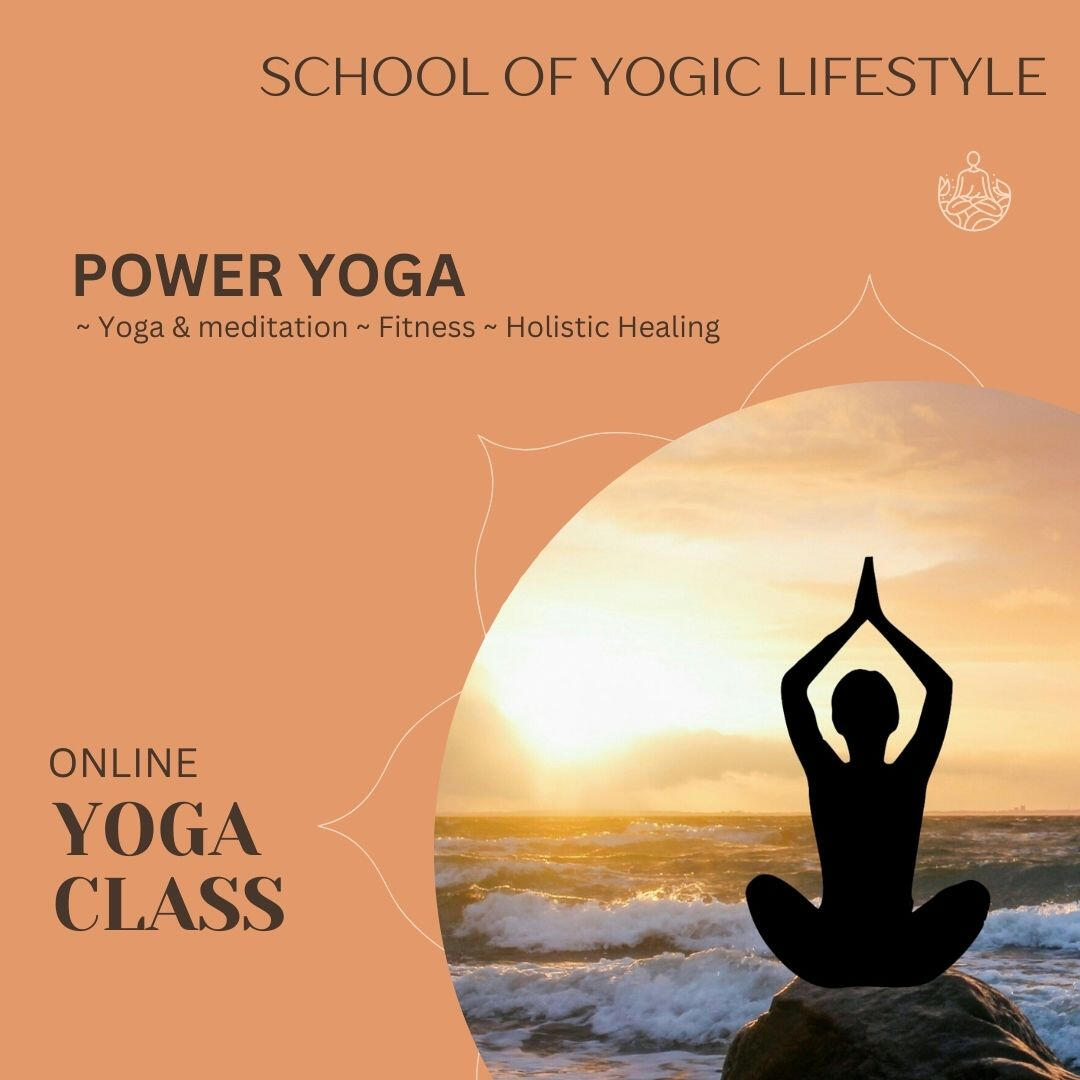 SCHOOL OF YOGIC LIFESTYLE
POWER YOGA
~ Yoga & meditation ~ Fitness ~ Holistic Healing
ONLINE
YOGA
CLASS